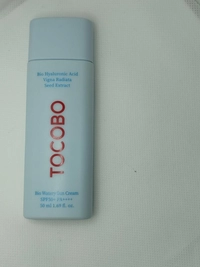 Bio Hyaluronic Acid
Vigna Radiata
Seed Extract
TOCOBO
Bio Watery Sun Cream
SPF50+ PA++++
50 ml 1.69 fl. oz.